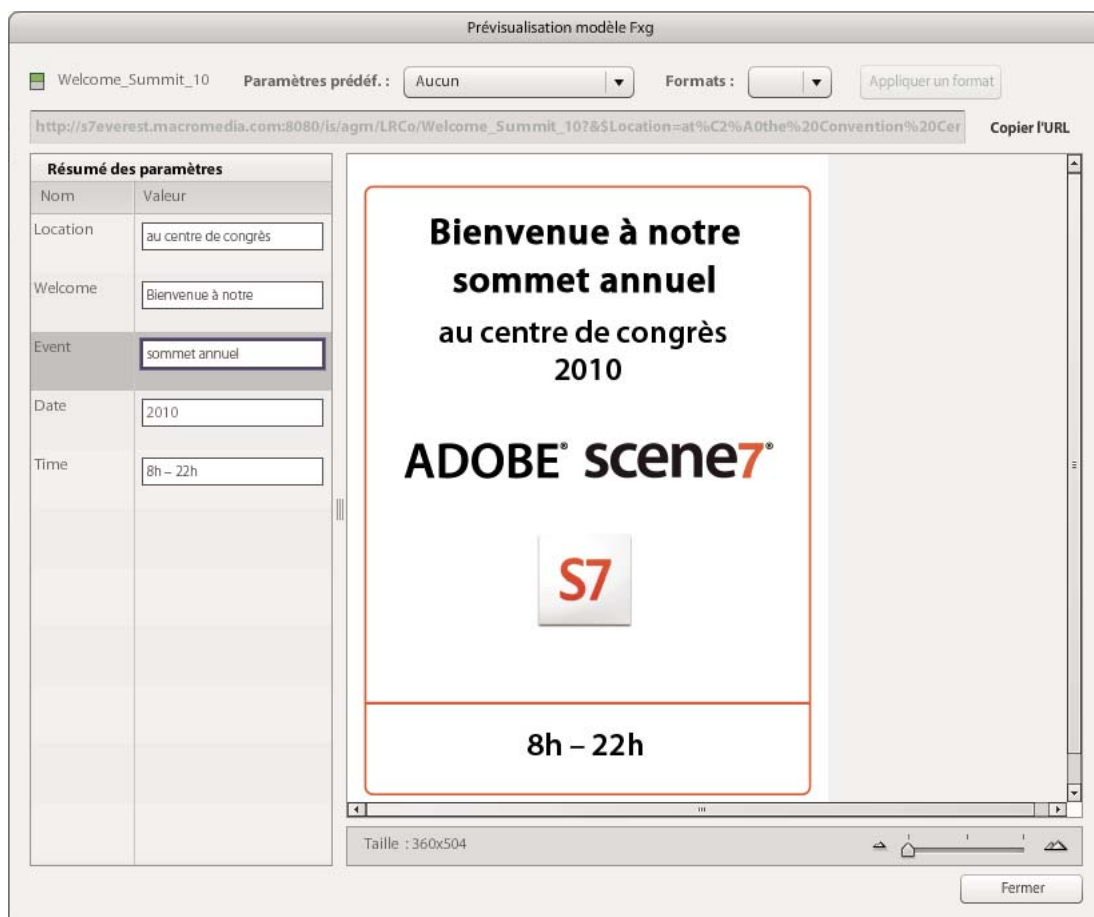 Prévisualisation modèle Fxg
Welcome_Summit_10 Paramètres prédéf. : Aucun Formats : Appliquer un format
http://s7everest.macromedia.com:8080/is/agm/LRCo/Welcome_Summit_10?&$Location=at%C2%A0the%20Convention%20Cer Copier l'URL
Résumé des paramètres
Nom Valeur
Location au centre de congrès
Welcome Bienvenue à notre
Event sommet annuel
Date 2010
Time 8h – 22h
Bienvenue à notre
sommet annuel
au centre de congrès
2010
ADOBE® scene7®
S7
8h – 22h
Taille : 360x504
Fermer